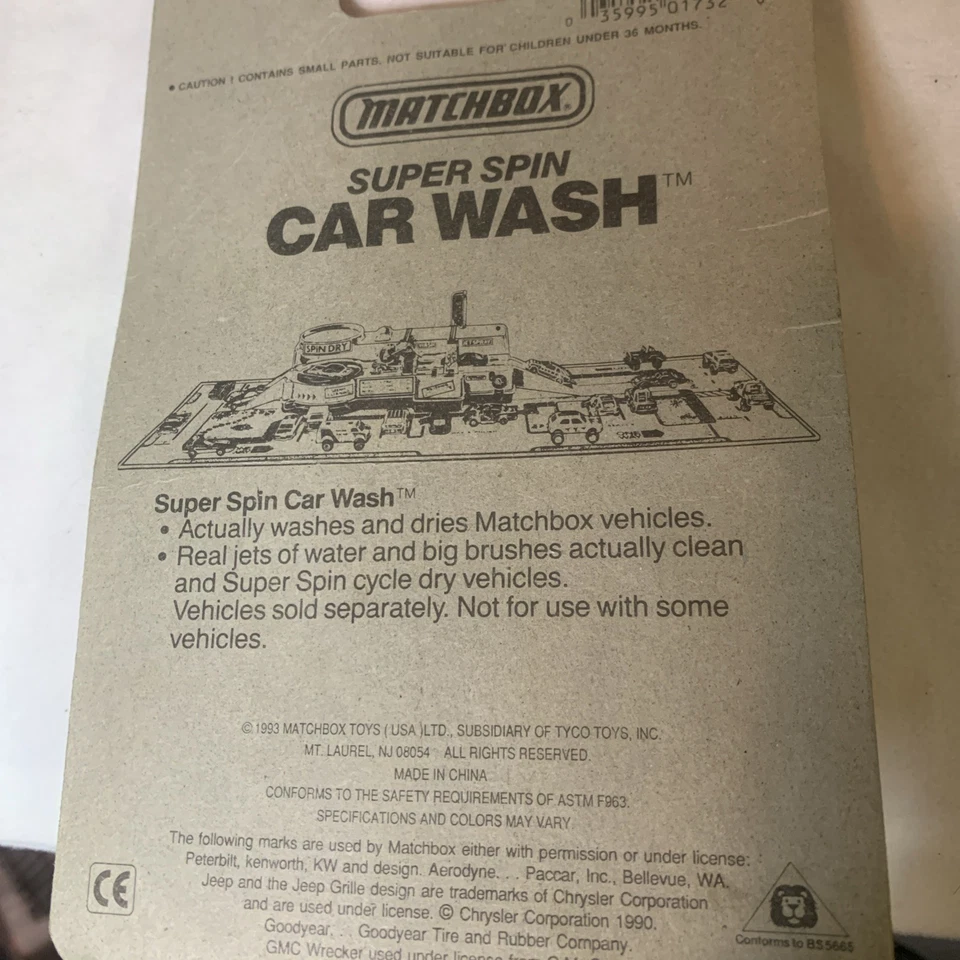 0 35995 01732
• CAUTION ! CONTAINS SMALL PARTS. NOT SUITABLE FOR CHILDREN UNDER 36 MONTHS.
MATCHBOX®
SUPER SPIN
CAR WASH™
SPIN DRY
Super Spin Car Wash™
• Actually washes and dries Matchbox vehicles.
• Real jets of water and big brushes actually clean
and Super Spin cycle dry vehicles.
Vehicles sold separately. Not for use with some
vehicles.
© 1993 MATCHBOX TOYS ( USA )LTD., SUBSIDIARY OF TYCO TOYS, INC.
MT. LAUREL, NJ 08054 ALL RIGHTS RESERVED.
MADE IN CHINA
CONFORMS TO THE SAFETY REQUIREMENTS OF ASTM F963.
SPECIFICATIONS AND COLORS MAY VARY
The following marks are used by Matchbox either with permission or under license:
Peterbilt, kenworth, KW and design. Aerodyne. . . Paccar, Inc., Bellevue, WA.
Jeep and the Jeep Grille design are trademarks of Chrysler Corporation
and are used under license. © Chrysler Corporation 1990.
Goodyear. . . Goodyear Tire and Rubber Company.
GMC Wrecker used under license from
CE
Conforms to BS 5665